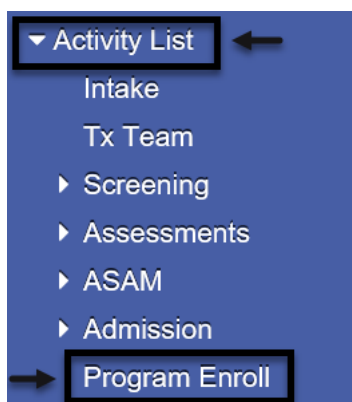 Activity List
Intake
Tx Team
Screening
Assessments
ASAM
Admission
Program Enroll